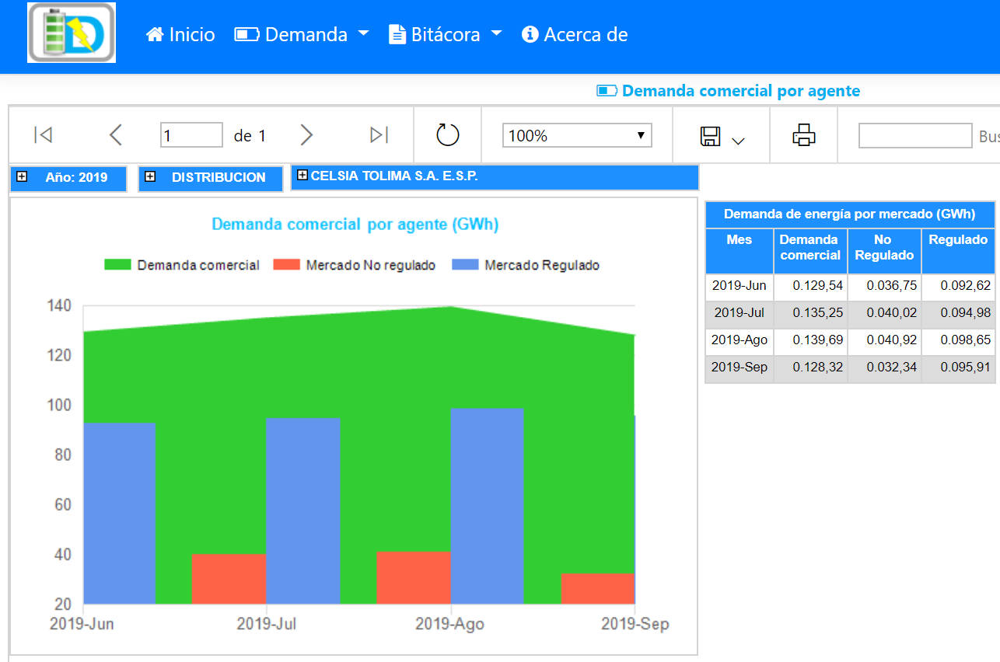 Inicio Demanda Bitácora Acerca de
Demanda comercial por agente
1 de 1 100% Bus
Año: 2019 DISTRIBUCION CELSIA TOLIMA S.A. E.S.P.
Demanda comercial por agente (GWh)
Demanda comercial Mercado No regulado Mercado Regulado
140
120
100
80
60
40
20
2019-Jun 2019-Jul 2019-Ago 2019-Sep
Demanda de energía por mercado (GWh)
Mes Demanda comercial No Regulado Regulado
2019-Jun 0.129,54 0.036,75 0.092,62
2019-Jul 0.135,25 0.040,02 0.094,98
2019-Ago 0.139,69 0.040,92 0.098,65
2019-Sep 0.128,32 0.032,34 0.095,91